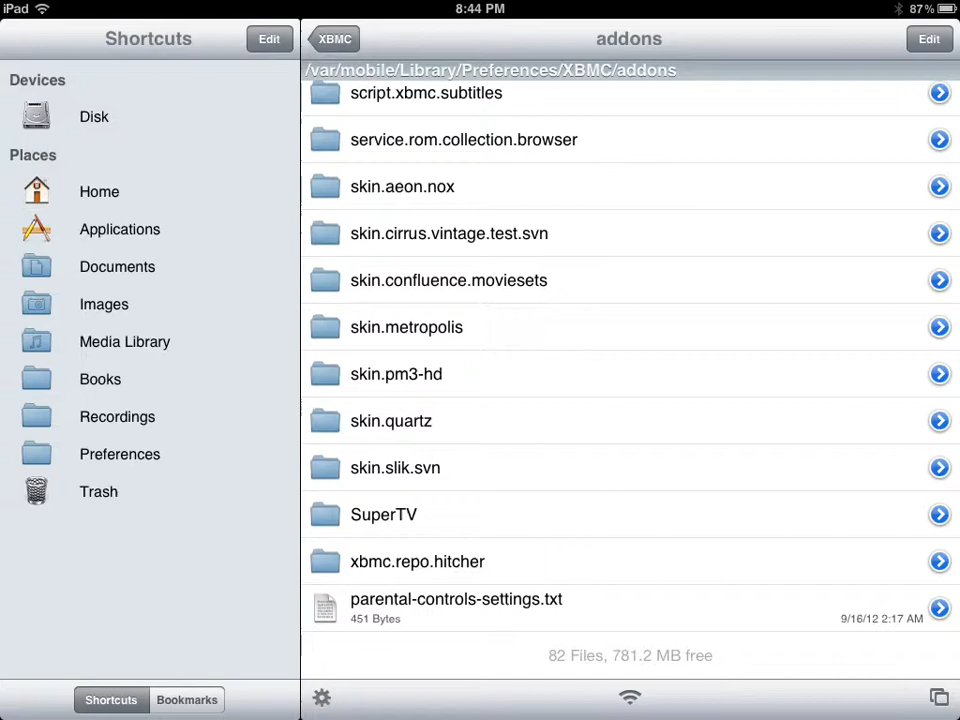 iPad
8:44 PM
87%
Shortcuts
Edit
XBMC
addons
Edit
/var/mobile/Library/Preferences/XBMC/addons
Devices
Disk
Places
Home
Applications
Documents
Images
Media Library
Books
Recordings
Preferences
Trash
script.xbmc.subtitles
service.rom.collection.browser
skin.aeon.nox
skin.cirrus.vintage.test.svn
skin.confluence.moviesets
skin.metropolis
skin.pm3-hd
skin.quartz
skin.slik.svn
SuperTV
xbmc.repo.hitcher
parental-controls-settings.txt
451 Bytes
9/16/12 2:17 AM
82 Files, 781.2 MB free
Shortcuts
Bookmarks